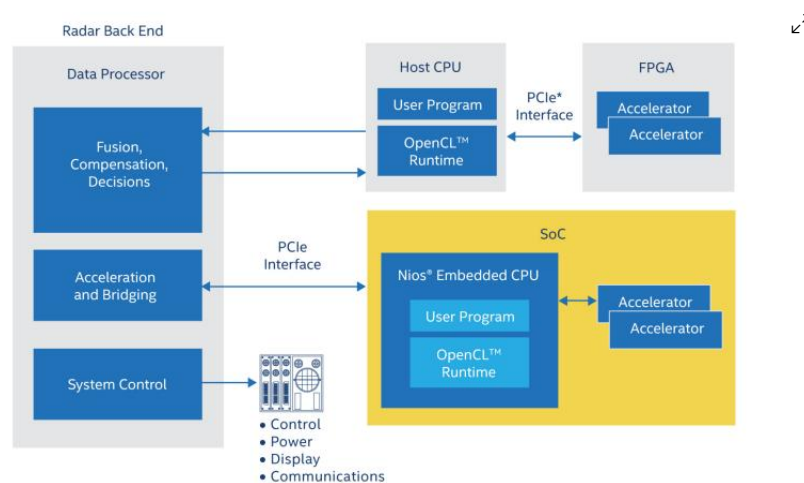 Radar Back End
Data Processor
Fusion,
Compensation,
Decisions
Acceleration
and Bridging
System Control
Host CPU
User Program
OpenCL™
Runtime
PCIe*
Interface
FPGA
Accelerator
Accelerator
PCIe
Interface
SoC
Nios® Embedded CPU
User Program
OpenCL™
Runtime
Accelerator
Accelerator
• Control
• Power
• Display
• Communications